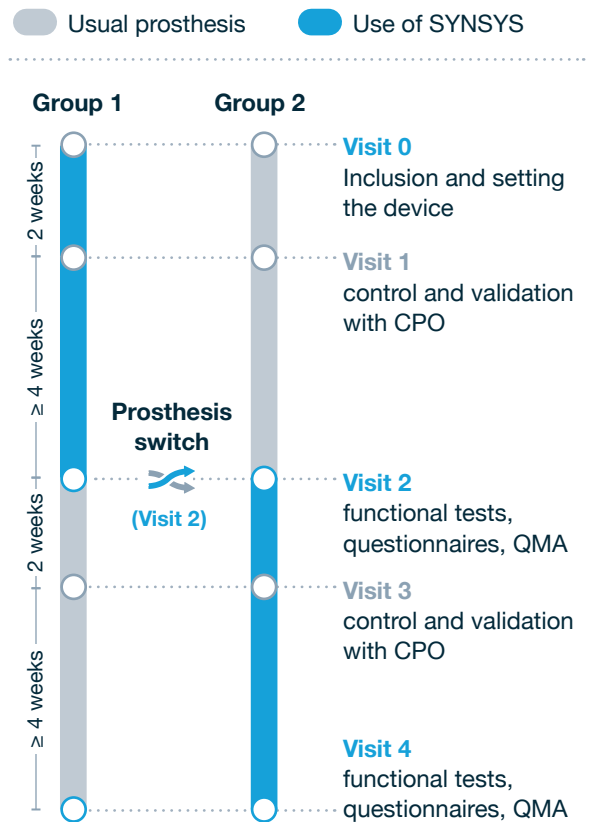 Usual prosthesis
Use of SYNSYS
Group 1
Group 2
Visit 0
Inclusion and setting
the device
2 weeks
Visit 1
control and validation
with CPO
≥ 4 weeks
Prosthesis
switch
(Visit 2)
Visit 2
functional tests,
questionnaires, QMA
2 weeks
Visit 3
control and validation
with CPO
≥ 4 weeks
Visit 4
functional tests,
questionnaires, QMA